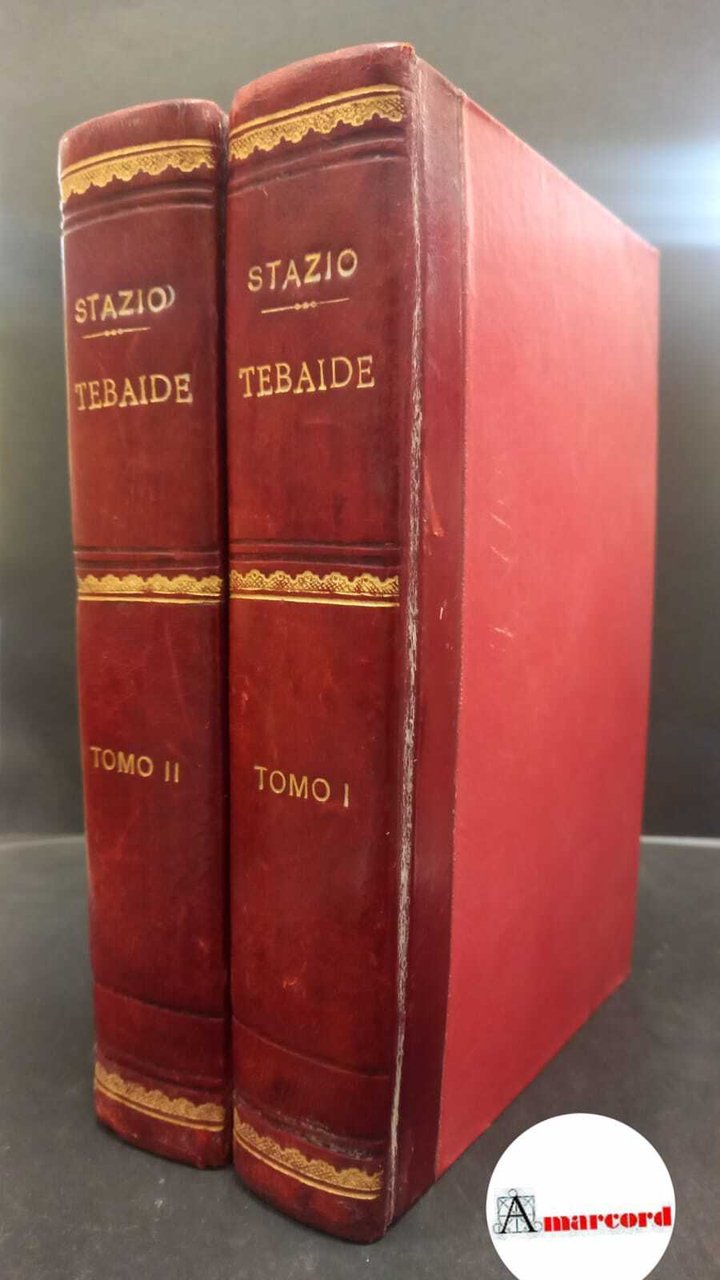 STAZIO
TEBAIDE
TOMO II
STAZIO
TEBAIDE
TOMO I
Amarcord